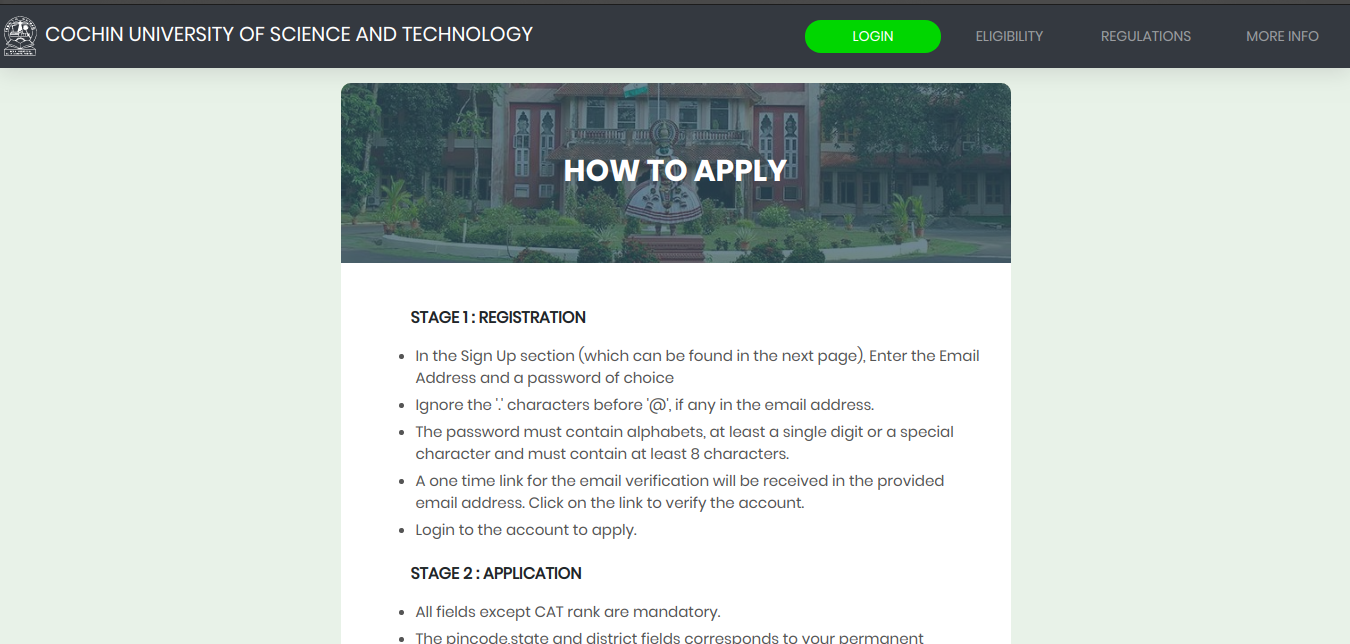 COCHIN UNIVERSITY OF SCIENCE AND TECHNOLOGY
LOGIN
ELIGIBILITY
REGULATIONS
MORE INFO
HOW TO APPLY
STAGE 1 : REGISTRATION
In the Sign Up section (which can be found in the next page), Enter the Email
Address and a password of choice
Ignore the '.' characters before '@', if any in the email address.
The password must contain alphabets, at least a single digit or a special
character and must contain at least 8 characters.
A one time link for the email verification will be received in the provided
email address. Click on the link to verify the account.
Login to the account to apply.
STAGE 2 : APPLICATION
All fields except CAT rank are mandatory.
The pincode,state and district fields corresponds to your permanent